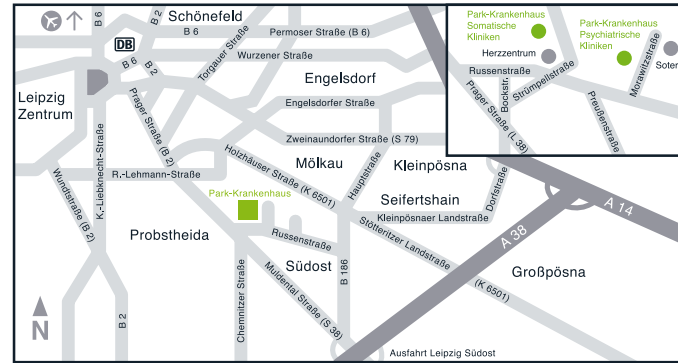 B 6
Schönefeld
B 2
B 6
Permoser Straße (B 6)
DB
Wurzener Straße
B 6
B 2
Torgauer Straße
Engelsdorf
Leipzig
Zentrum
Prager Straße (B 2)
Engelsdorfer Straße
Zweinaundorfer Straße (S 79)
K.-Liebknecht-Straße
Holzhäuser Straße (K 6501)
Mölkau
Kleinpösna
R.-Lehmann-Straße
Hauptstraße
Wundstraße (B 2)
Park-Krankenhaus
Seifertshain
Dorfstraße
Kleinpösnaer Landstraße
Probstheida
Russenstraße
Stötteritzer Landstraße
(K 6501)
Südost
B 186
Großpösna
A 38
A 14
Chemnitzer Straße
Muldental Straße (S 38)
B 2
N
Ausfahrt Leipzig Südost
Park-Krankenhaus
Somatische
Kliniken
Park-Krankenhaus
Psychiatrische
Kliniken
Herzzentrum
Russenstraße
Bockstr.
Strümpellstraße
Morawitzstraße
Soter
Prager Straße (L 38)
Preußenstraße